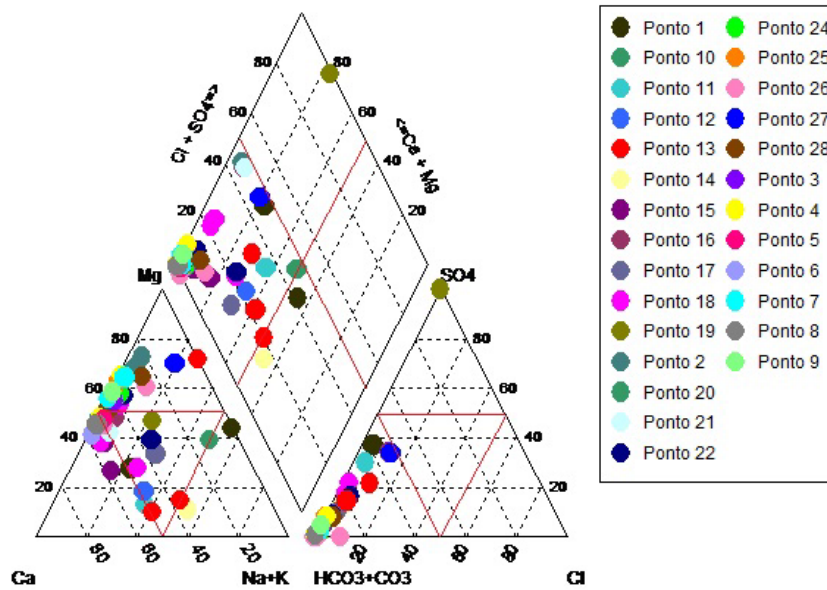 80
80
60
60
Cl + SO4=>
<=Ca + Mg
40
40
20
20
Mg
SO4
80
80
60
60
40
40
20
20
80
60
40
20
20
40
60
80
Ca
Na+K
HCO3+CO3
Cl
Ponto 1
Ponto 10
Ponto 11
Ponto 12
Ponto 13
Ponto 14
Ponto 15
Ponto 16
Ponto 17
Ponto 18
Ponto 19
Ponto 2
Ponto 20
Ponto 21
Ponto 22
Ponto 24
Ponto 25
Ponto 26
Ponto 27
Ponto 28
Ponto 3
Ponto 4
Ponto 5
Ponto 6
Ponto 7
Ponto 8
Ponto 9